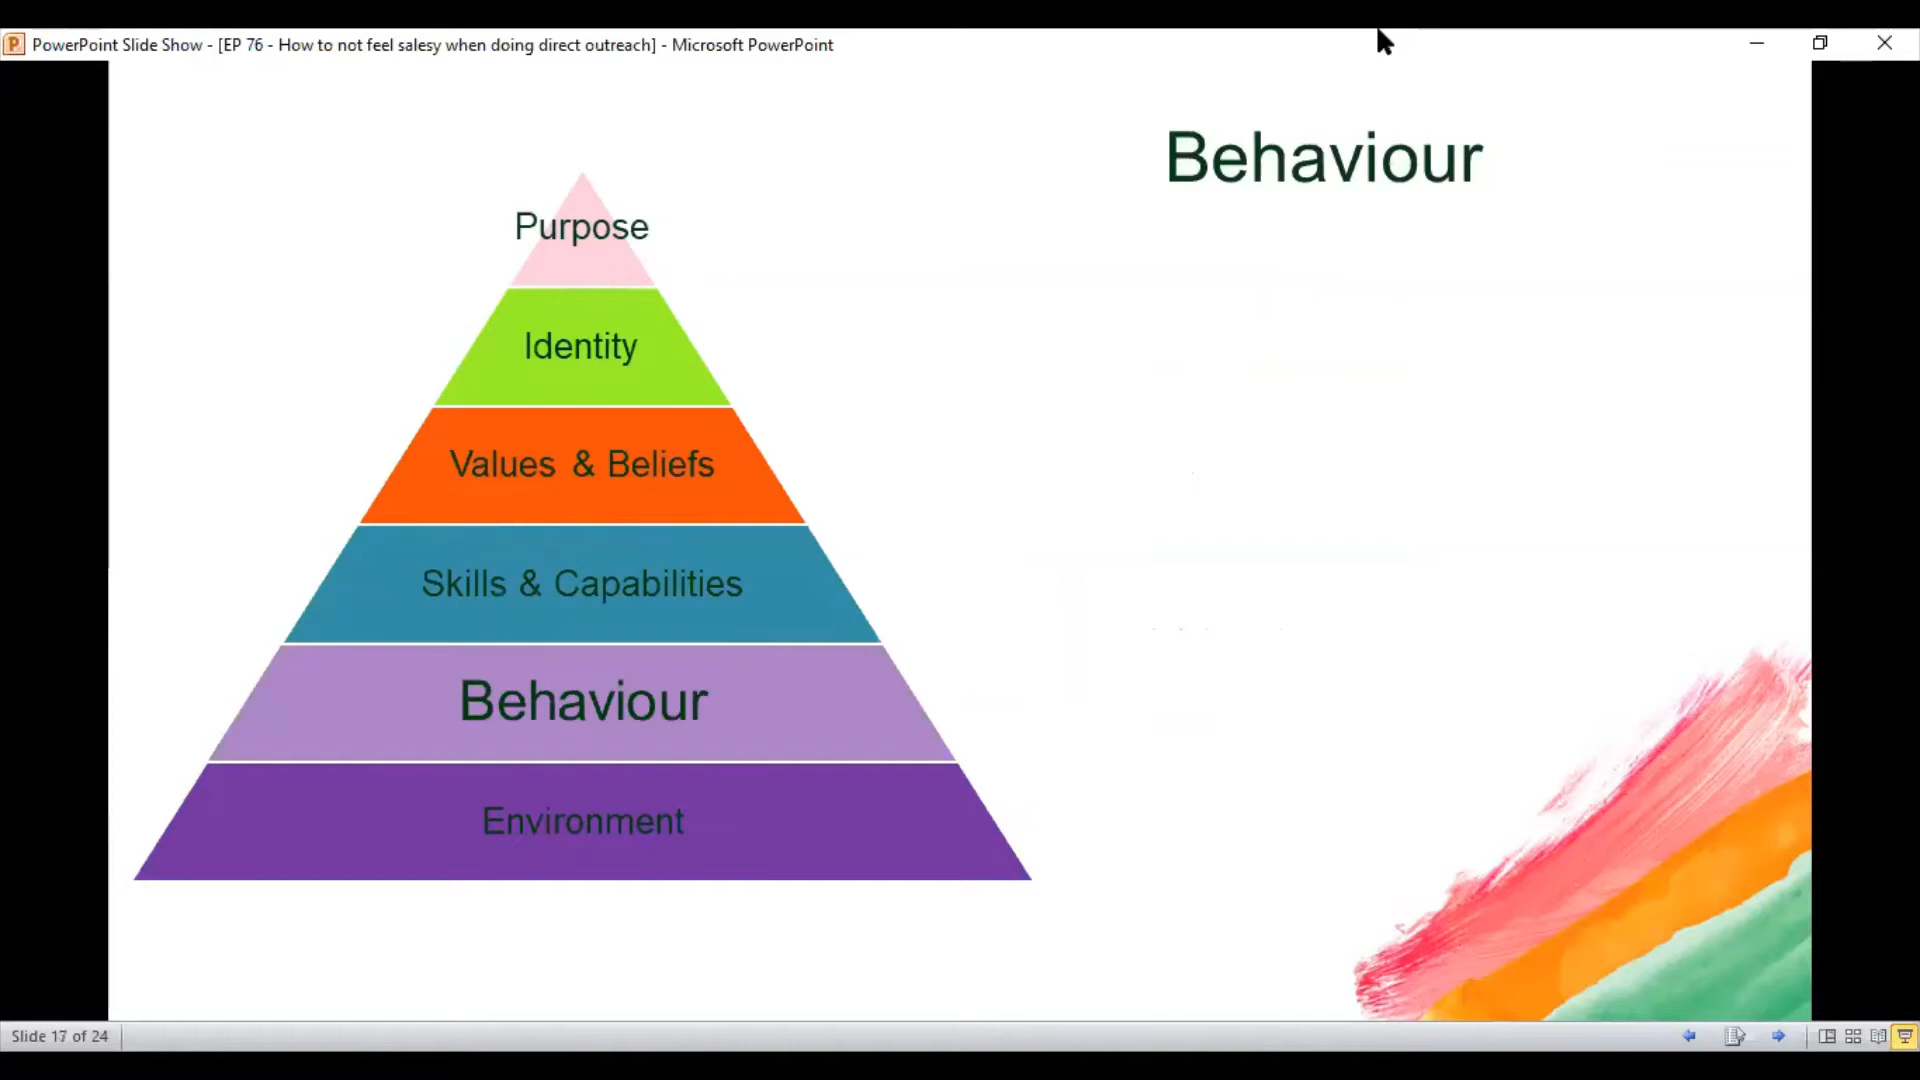 PowerPoint Slide Show - [EP 76 - How to not feel salesy when doing direct outreach] - Microsoft PowerPoint
Behaviour
Purpose
Identity
Values & Beliefs
Skills & Capabilities
Behaviour
Environment
Slide 17 of 24